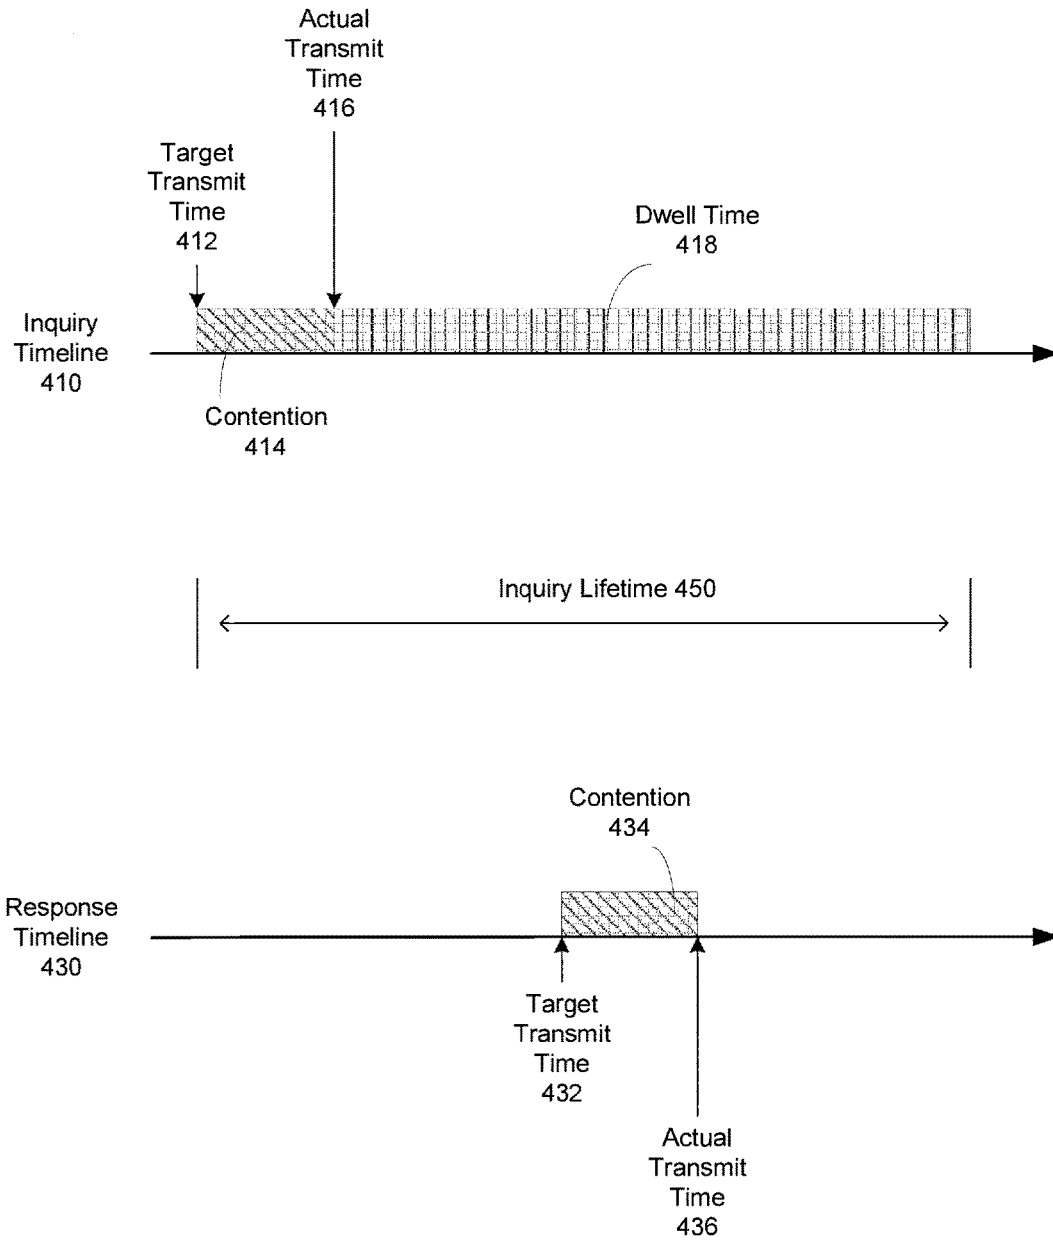 Actual
Transmit
Time
416
Target
Transmit
Time
412
Dwell Time
418
Inquiry
Timeline
410
Contention
414
Inquiry Lifetime 450
Contention
434
Response
Timeline
430
Target
Transmit
Time
432
Actual
Transmit
Time
436